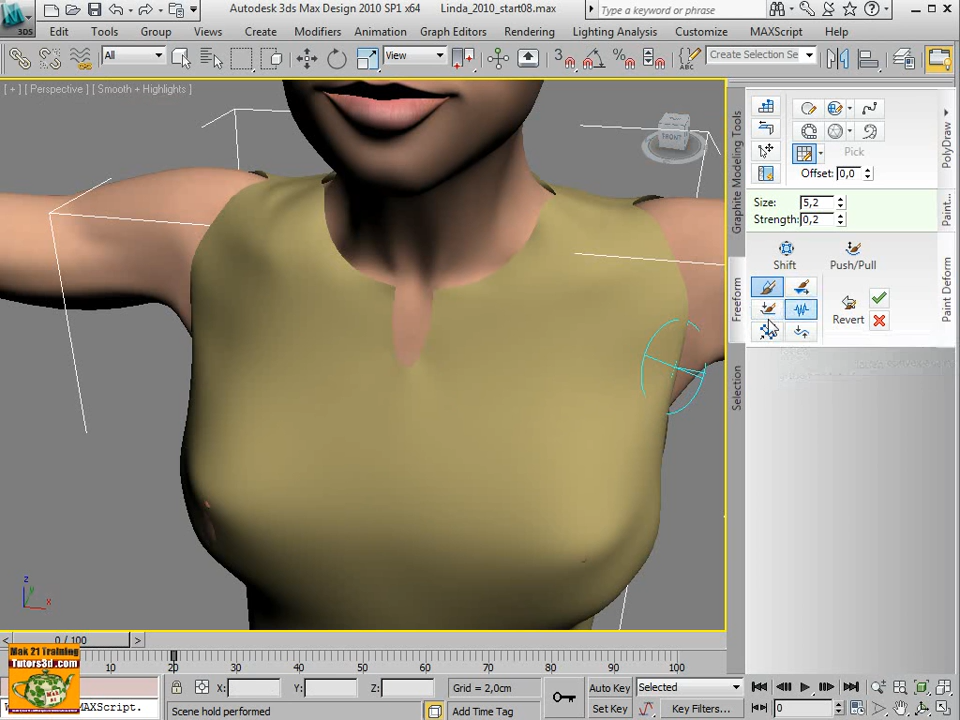 Autodesk 3ds Max Design 2010 SP1 x64 Linda_2010_start08.max
Type a keyword or phrase
3DS
Edit Tools Group Views Create Modifiers Animation Graph Editors Rendering Lighting Analysis Customize MAXScript Help
All
View
Create Selection Se
[ + ] [ Perspective ] [ Smooth + Highlights ]
FRONT
Graphite Modeling Tools
Freeform
Selection
PolyDraw
Pick
Offset: 0,0
Paint...
Size: 5,2
Strength: 0,2
Shift
Push/Pull
Paint Deform
Revert
z
y
x
0 / 100
10 20 30 40 50 60 70 80 90 100
Mak 21 Training
Tutors3d.com
MAXScript.
X:
Y:
Z:
Grid = 2,0cm
Scene hold performed
Add Time Tag
Auto Key
Selected
Set Key
Key Filters...
0